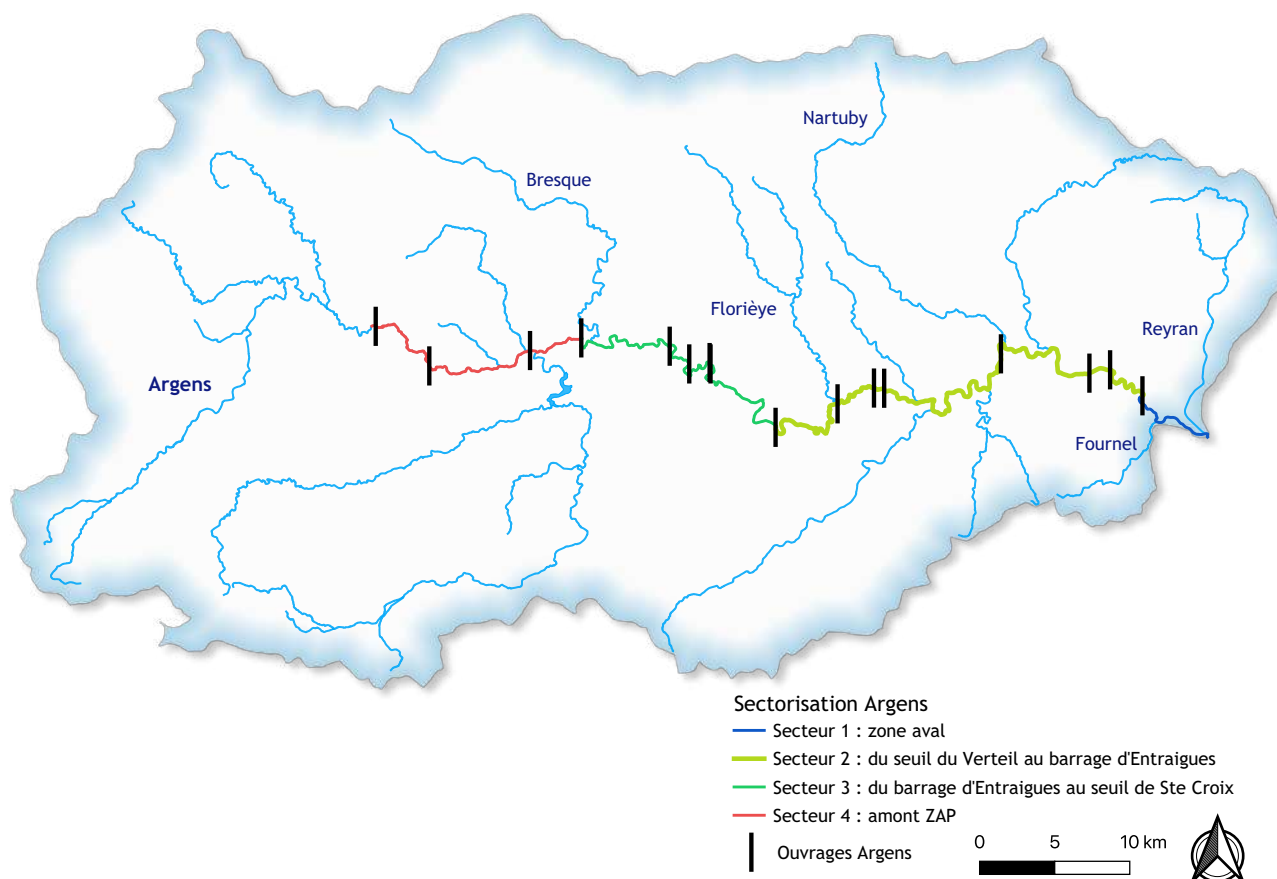 Nartuby
Bresque
Florièye
Reyran
Argens
Fournel
Sectorisation Argens
Secteur 1 : zone aval
Secteur 2 : du seuil du Verteil au barrage d'Entraigues
Secteur 3 : du barrage d'Entraigues au seuil de Ste Croix
Secteur 4 : amont ZAP
Ouvrages Argens
0 5 10 km